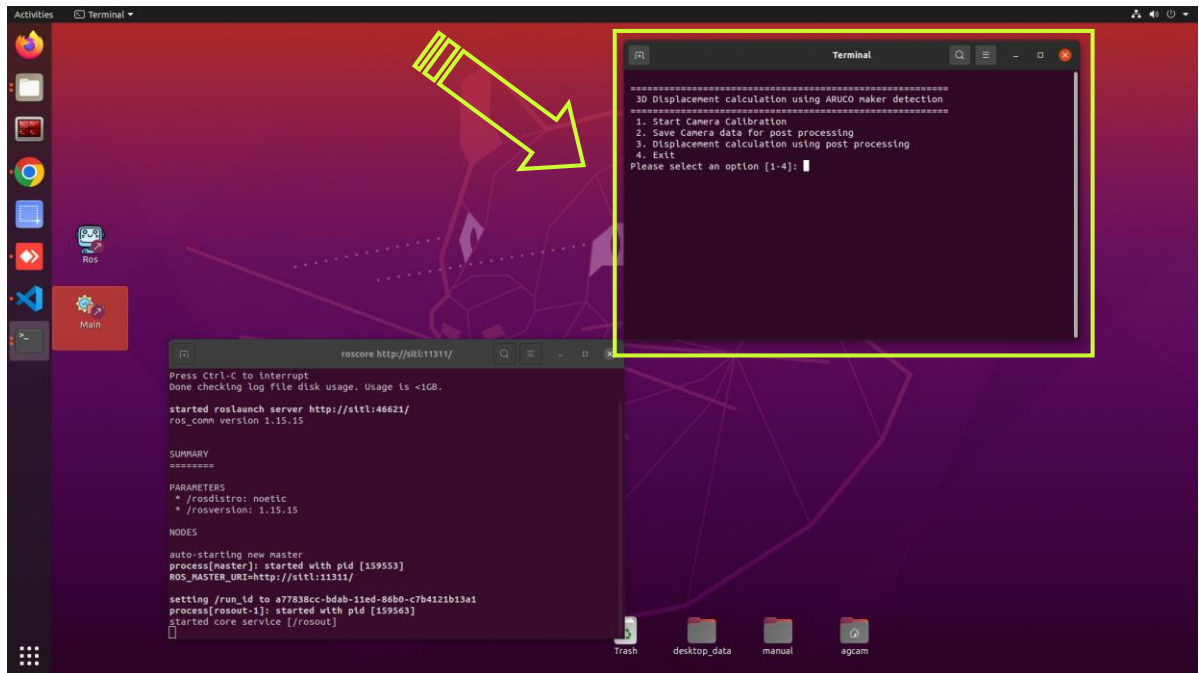 Activities
Terminal
Terminal
=========================================================
3D Displacement calculation using ARUCO maker detection
=========================================================
1. Start Camera Calibration
2. Save Camera data for post processing
3. Displacement calculation using post processing
4. Exit
Please select an option [1-4]:
Ros
Main
roscore http://sitl:11311/
Press Ctrl-C to interrupt
Done checking log file disk usage. Usage is <1GB.
started roslaunch server http://sitl:46621/
ros_comm version 1.15.15
SUMMARY
========
PARAMETERS
* /rosdistro: noetic
* /rosversion: 1.15.15
NODES
auto-starting new master
process[master]: started with pid [159553]
ROS_MASTER_URI=http://sitl:11311/
setting /run_id to a77838cc-bdab-11ed-86b0-c7b4121b13a1
process[rosout-1]: started with pid [159563]
started core service [/rosout]
Trash
desktop_data
manual
agcam